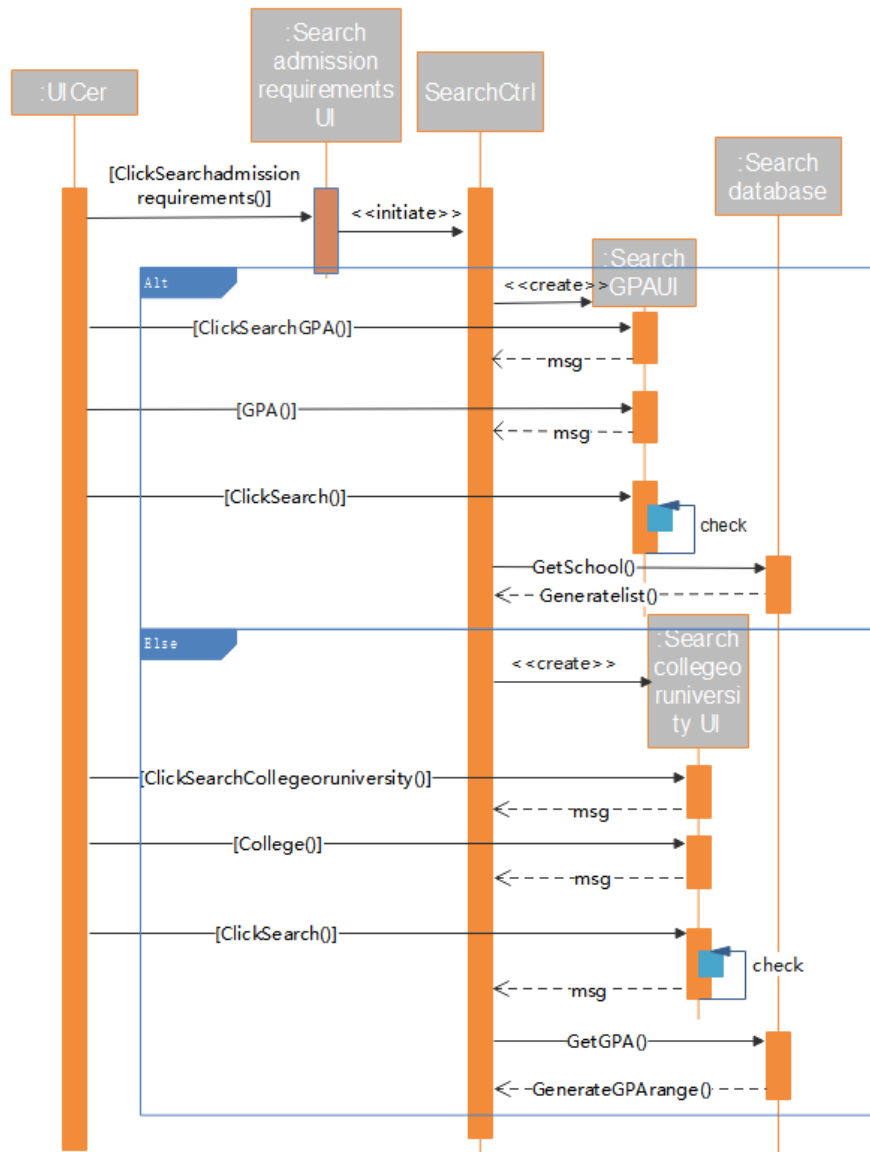 :Search
admission
requirements
UI
:UICer
SearchCtrl
:Search
database
[ClickSearchadmission
requirements()]
<<initiate>>
:Search
GPAUI
Alt
<<create>>
[ClickSearchGPA()]
msg
[GPA()]
msg
[ClickSearch()]
check
GetSchool()
Generatelist()
Else
:Search
collegeo
runiversi
ty UI
<<create>>
[ClickSearchCollegeoruniversity()]
msg
[College()]
msg
[ClickSearch()]
check
msg
GetGPA()
GenerateGPArange()